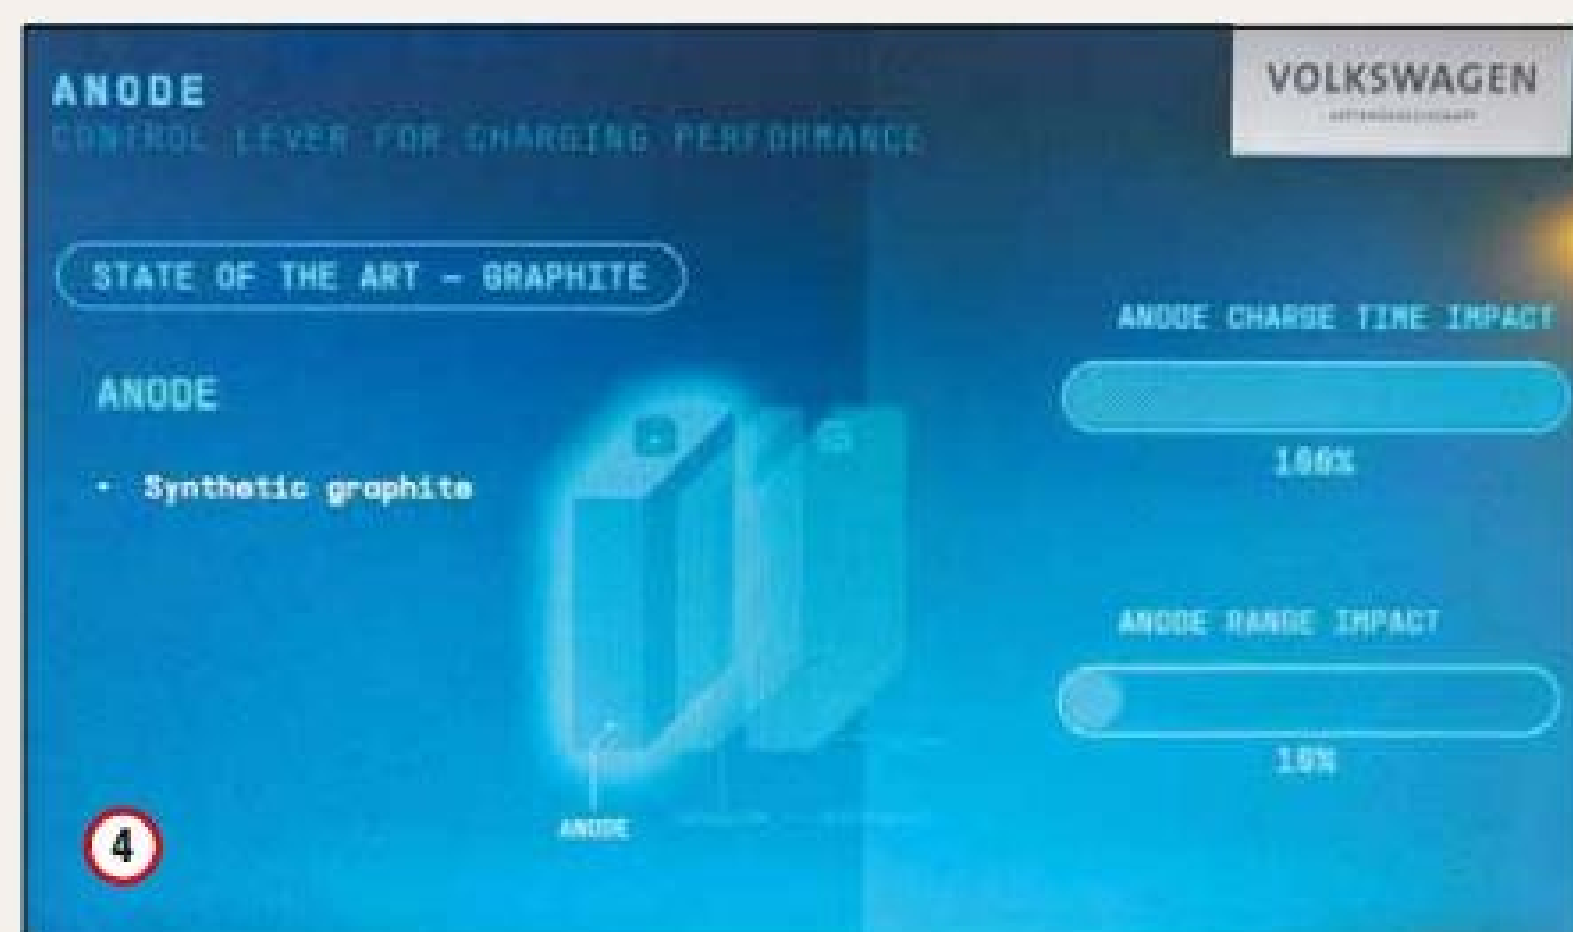 ANODE
CONTROL LEVER FOR CHARGING PERFORMANCE
VOLKSWAGEN
AKTIENGESELLSCHAFT
STATE OF THE ART – GRAPHITE
ANODE
• Synthetic graphite
ANODE CHARGE TIME IMPACT
100%
ANODE RANGE IMPACT
10%
ANODE
4